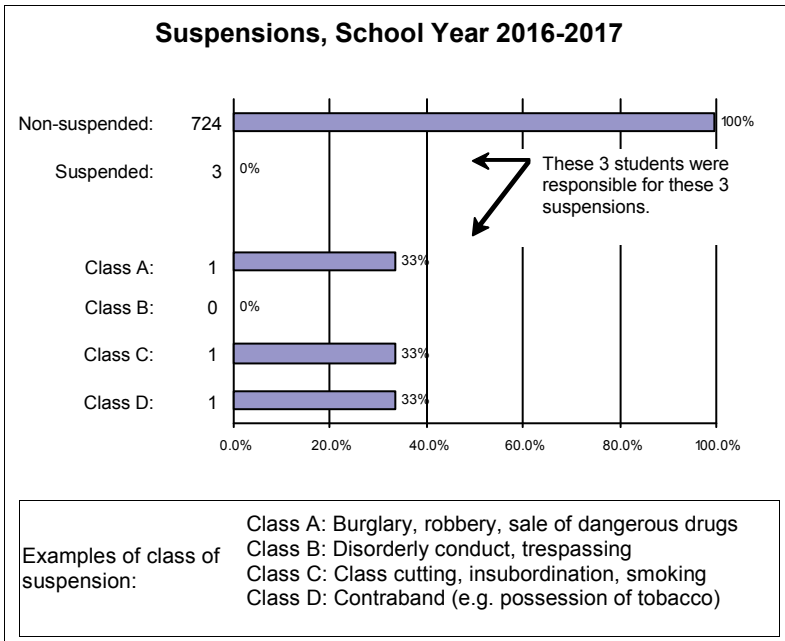 Suspensions, School Year 2016-2017
Non-suspended: 724 100%
Suspended: 3 0%
These 3 students were
responsible for these 3
suspensions.
Class A: 1 33%
Class B: 0 0%
Class C: 1 33%
Class D: 1 33%
0.0% 20.0% 40.0% 60.0% 80.0% 100.0%
Examples of class of
suspension:
Class A: Burglary, robbery, sale of dangerous drugs
Class B: Disorderly conduct, trespassing
Class C: Class cutting, insubordination, smoking
Class D: Contraband (e.g. possession of tobacco)